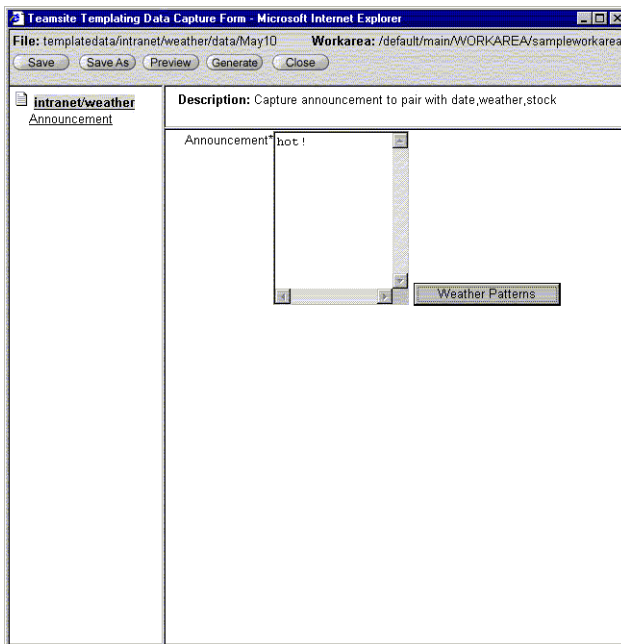 Teamsite Templating Data Capture Form - Microsoft Internet Explorer
File: templatedata/intranet/weather/data/May10 Workarea: /default/main/WORKAREA/sampleworkarea
Save Save As Preview Generate Close
intranet/weather
Announcement
Description: Capture announcement to pair with date,weather,stock
Announcement* hot!
Weather Patterns